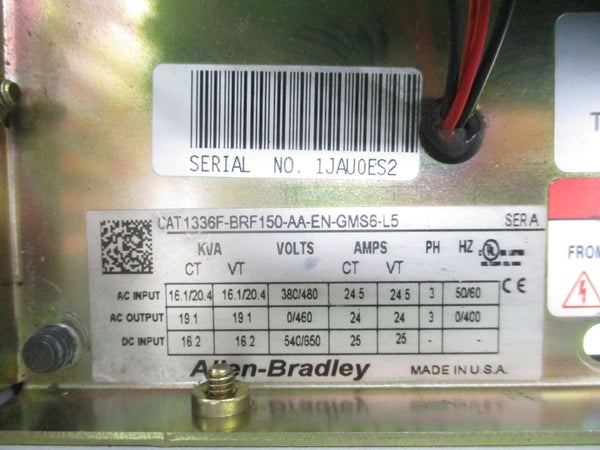 SERIAL NO. 1JAU0ES2
CAT1336F-BRF150-AA-EN-GMS6-L5 SER A
KVA VOLTS AMPS PH HZ
CT VT CT VT
AC INPUT 16.1/20.4 16.1/20.4 380/480 24.5 24.5 3 50/60
AC OUTPUT 19.1 19.1 0/460 24 24 3 0/400
DC INPUT 16.2 16.2 540/650 25 25 - -
Allen-Bradley MADE IN U.S.A.
UL
CE
T
FROM